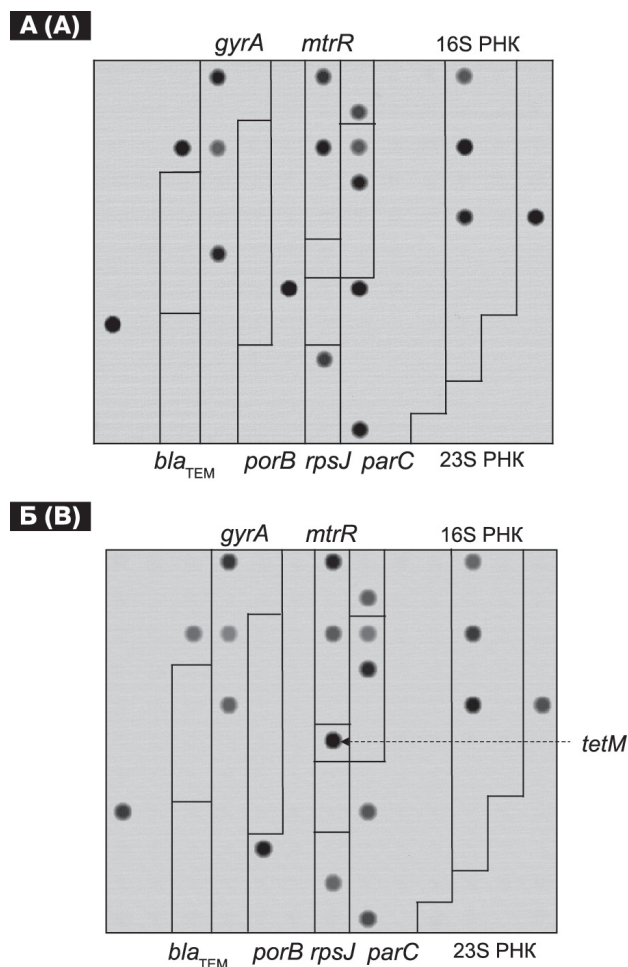 А (A)
gyrA mtrR 16S РНК
blaTEM porB rpsJ parC 23S РНК
Б (B)
gyrA mtrR 16S РНК
tetM
blaTEM porB rpsJ parC 23S РНК